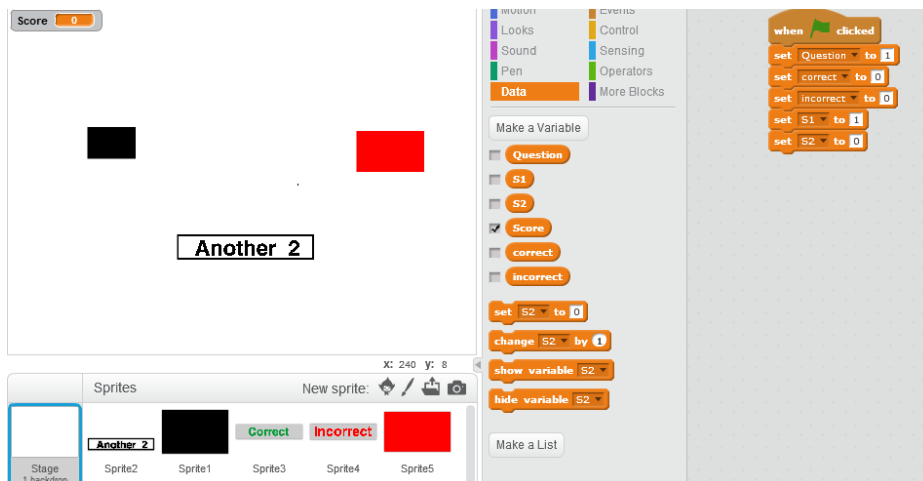 Score 0
Another 2
x: 240 y: 8
Sprites
New sprite:
Stage
1 backdrop
Another 2
Sprite2
Sprite1
Correct
Sprite3
Incorrect
Sprite4
Sprite5
Motion
Looks
Sound
Pen
Data
Events
Control
Sensing
Operators
More Blocks
Make a Variable
Question
S1
S2
Score
correct
incorrect
set S2 to 0
change S2 by 1
show variable S2
hide variable S2
Make a List
when clicked
set Question to 1
set correct to 0
set incorrect to 0
set S1 to 1
set S2 to 0